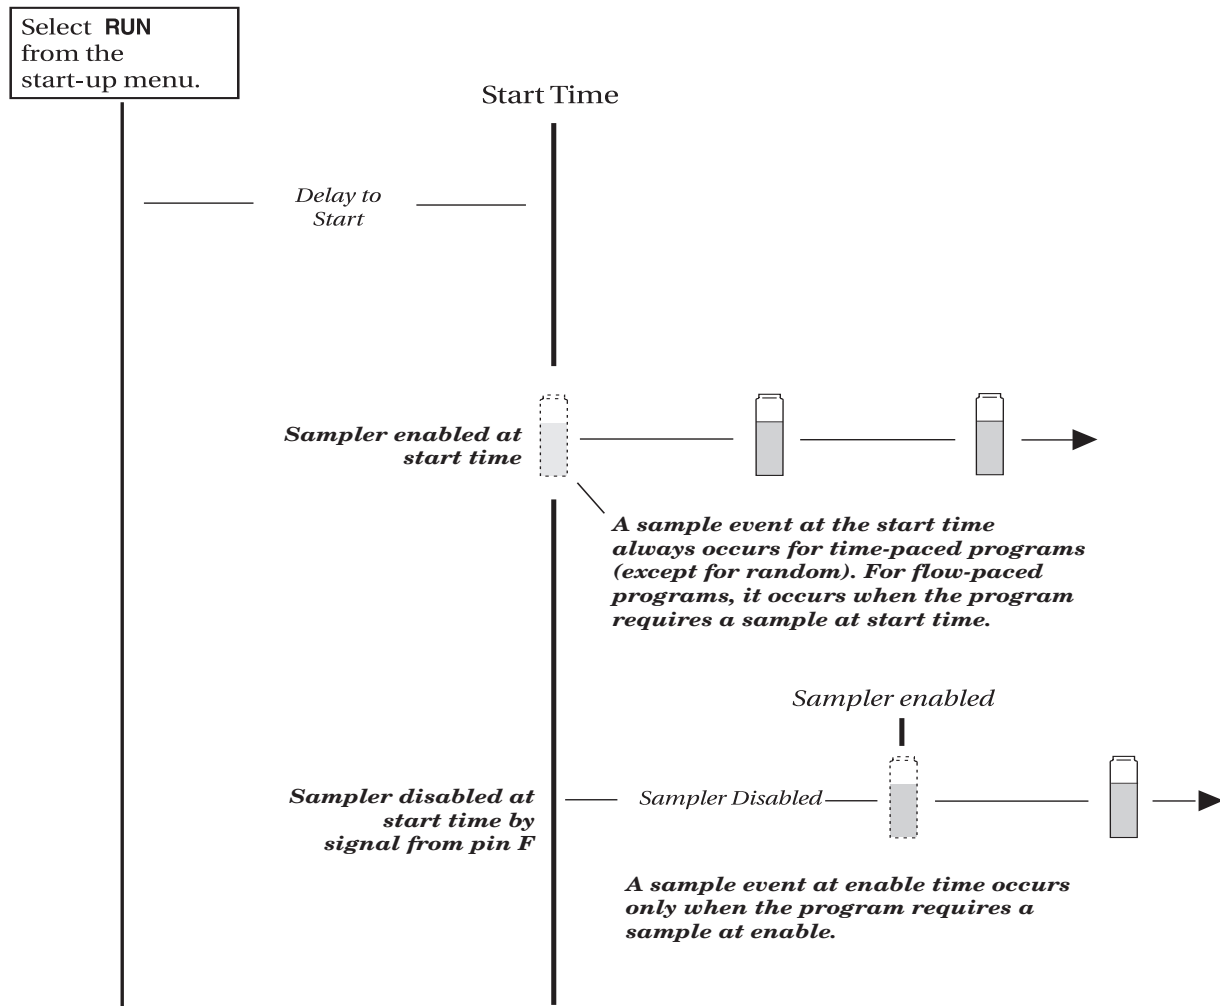 Select RUN
from the
start-up menu.
Start Time
Delay to
Start
Sampler enabled at
start time
A sample event at the start time
always occurs for time-paced programs
(except for random). For flow-paced
programs, it occurs when the program
requires a sample at start time.
Sampler enabled
Sampler disabled at
start time by
signal from pin F
Sampler Disabled
A sample event at enable time occurs
only when the program requires a
sample at enable.